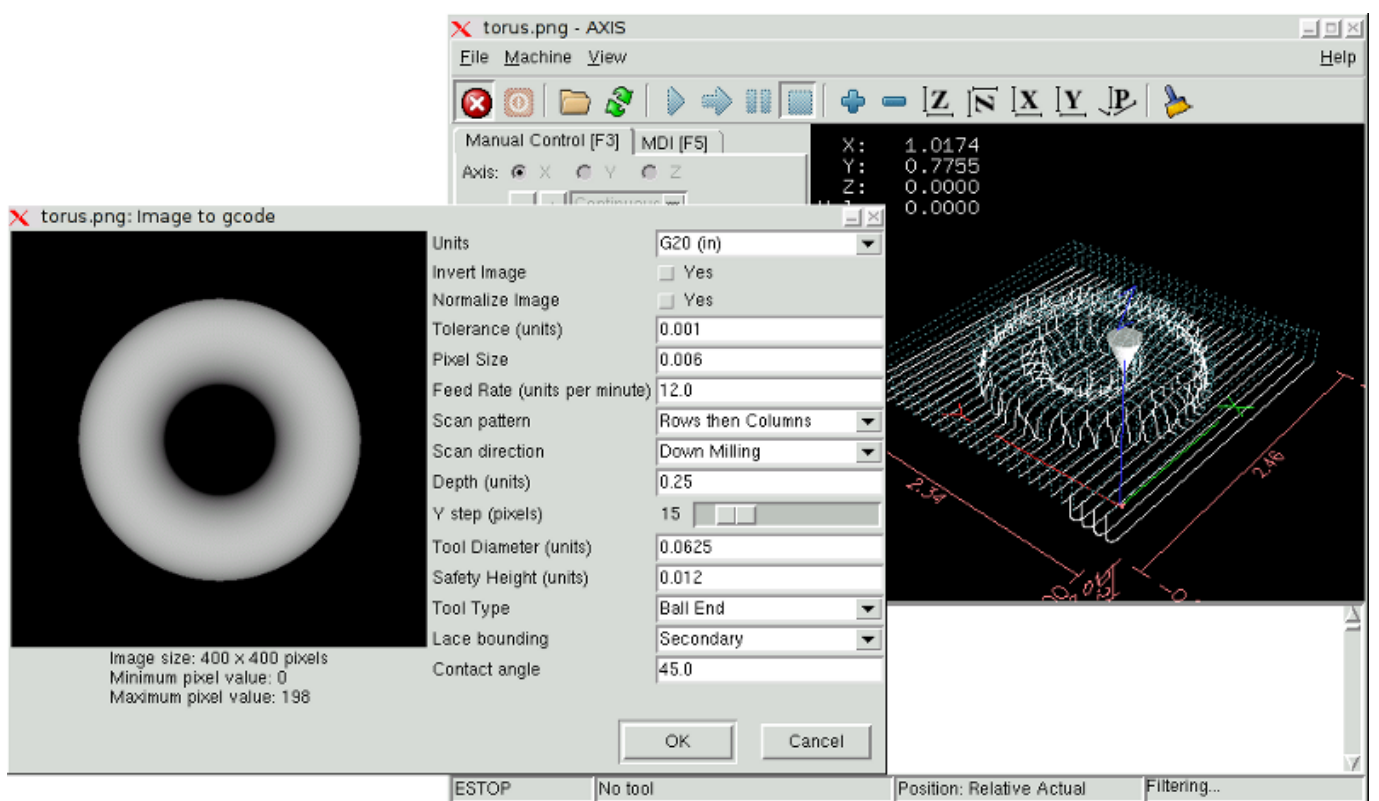 torus.png - AXIS
File Machine View Help
Z N X Y P
Manual Control [F3] MDI [F5]
Axis: X Y Z
Continuous
X: 1.0174
Y: 0.7755
Z: 0.0000
0.0000
torus.png: Image to gcode
Units G20 (in)
Invert Image Yes
Normalize Image Yes
Tolerance (units) 0.001
Pixel Size 0.006
Feed Rate (units per minute) 12.0
Scan pattern Rows then Columns
Scan direction Down Milling
Depth (units) 0.25
Y step (pixels) 15
Tool Diameter (units) 0.0625
Safety Height (units) 0.012
Tool Type Ball End
Lace bounding Secondary
Contact angle 45.0
Image size: 400 x 400 pixels
Minimum pixel value: 0
Maximum pixel value: 198
OK Cancel
X
2.34
2.46
ESTOP No tool Position: Relative Actual Filtering...